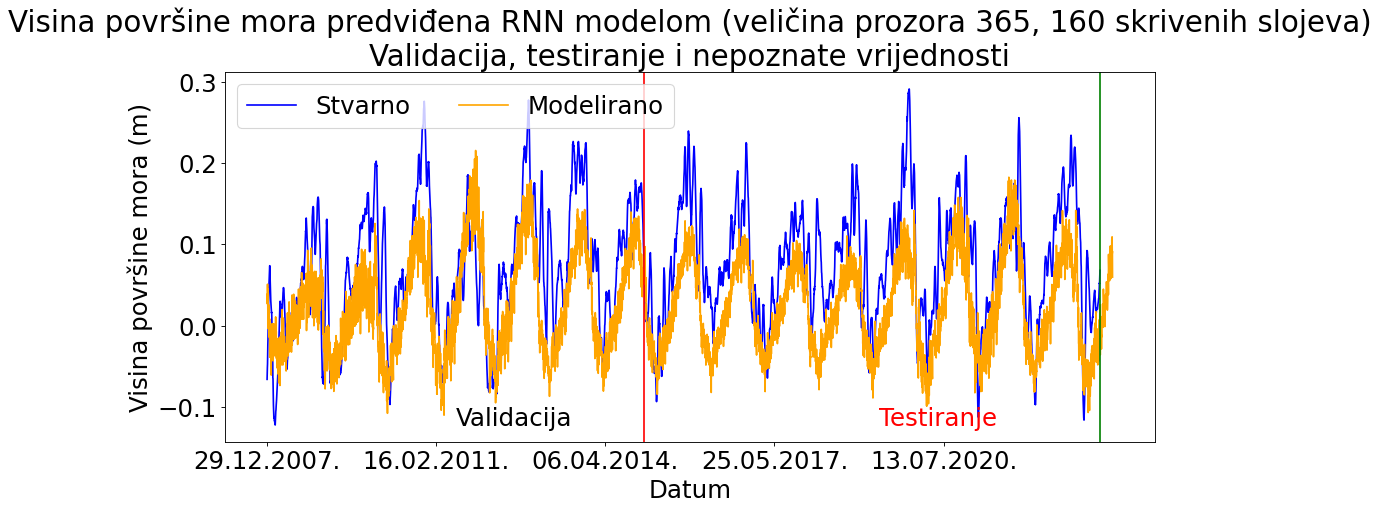 Visina površine mora predviđena RNN modelom (veličina prozora 365, 160 skrivenih slojeva)
Validacija, testiranje i nepoznate vrijednosti
Stvarno Modelirano
Visina površine mora (m)
0.3
0.2
0.1
0.0
−0.1
Validacija Testiranje
29.12.2007. 16.02.2011. 06.04.2014. 25.05.2017. 13.07.2020.
Datum